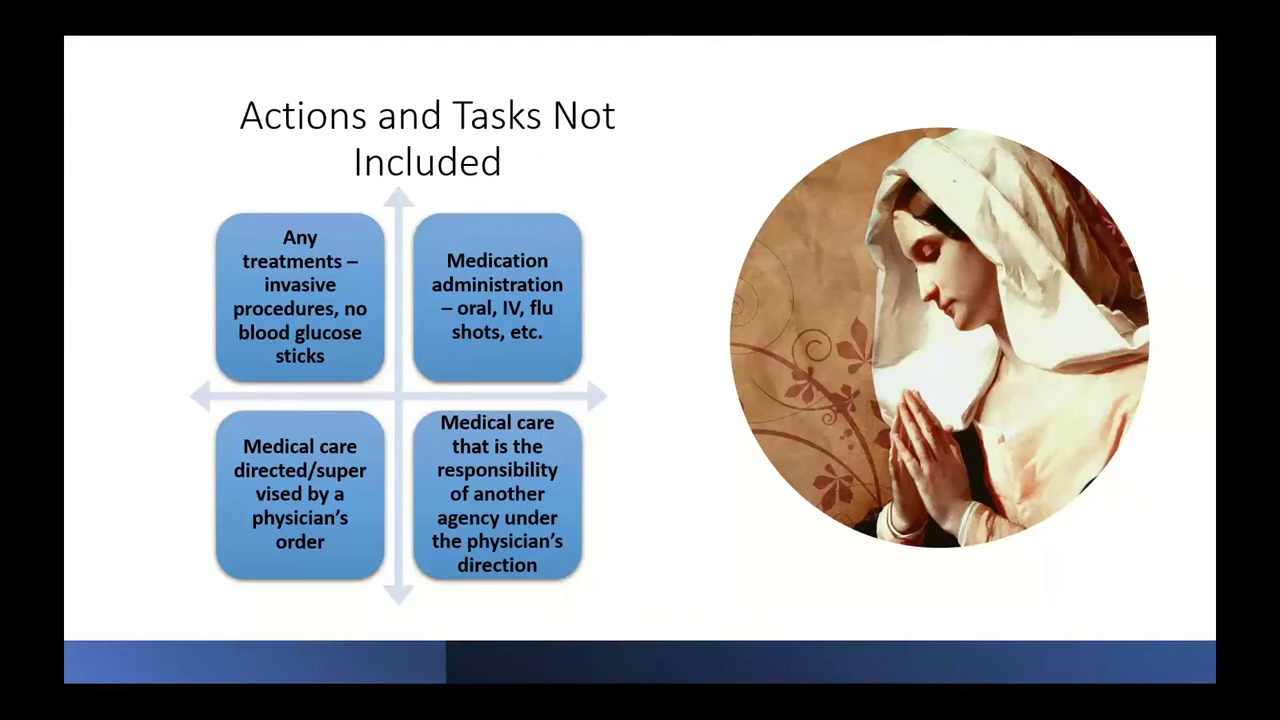 Actions and Tasks Not
Included
Any
treatments –
invasive
procedures, no
blood glucose
sticks
Medication
administration
– oral, IV, flu
shots, etc.
Medical care
directed/super
vised by a
physician's
order
Medical care
that is the
responsibility
of another
agency under
the physician's
direction